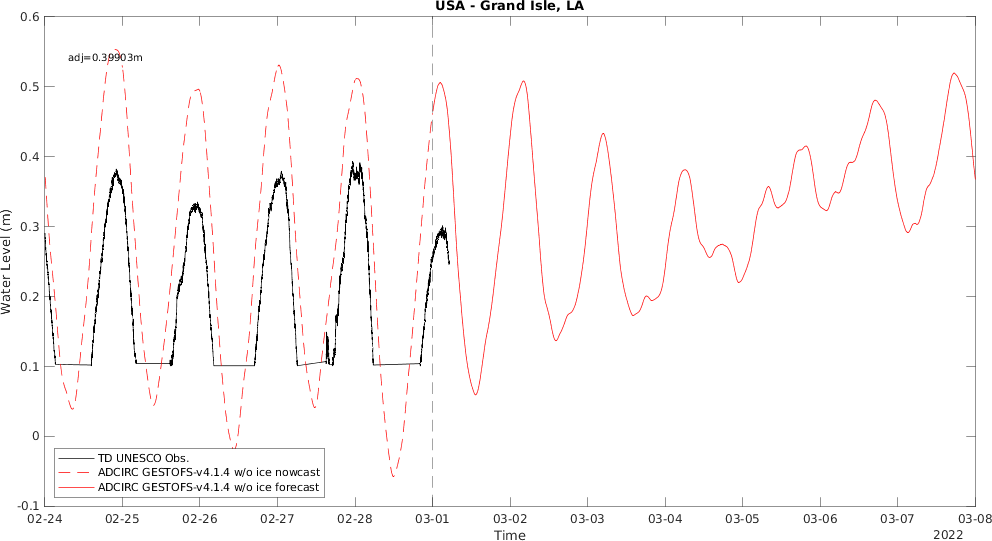 USA - Grand Isle, LA
0.6
adj=0.39903m
0.5
0.4
0.3
0.2
0.1
0
-0.1
Water Level (m)
TD UNESCO Obs.
ADCIRC GESTOFS-v4.1.4 w/o ice nowcast
ADCIRC GESTOFS-v4.1.4 w/o ice forecast
02-24 02-25 02-26 02-27 02-28 03-01 03-02 03-03 03-04 03-05 03-06 03-07 03-08
Time
2022